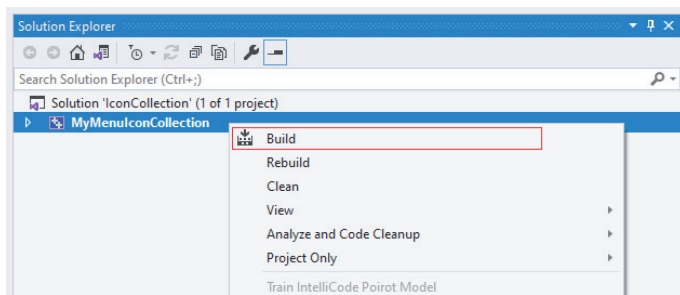 Solution Explorer
Search Solution Explorer (Ctrl+;)
Solution 'IconCollection' (1 of 1 project)
MyMenuIconCollection
Build
Rebuild
Clean
View
Analyze and Code Cleanup
Project Only
Train IntelliCode Poirot Model